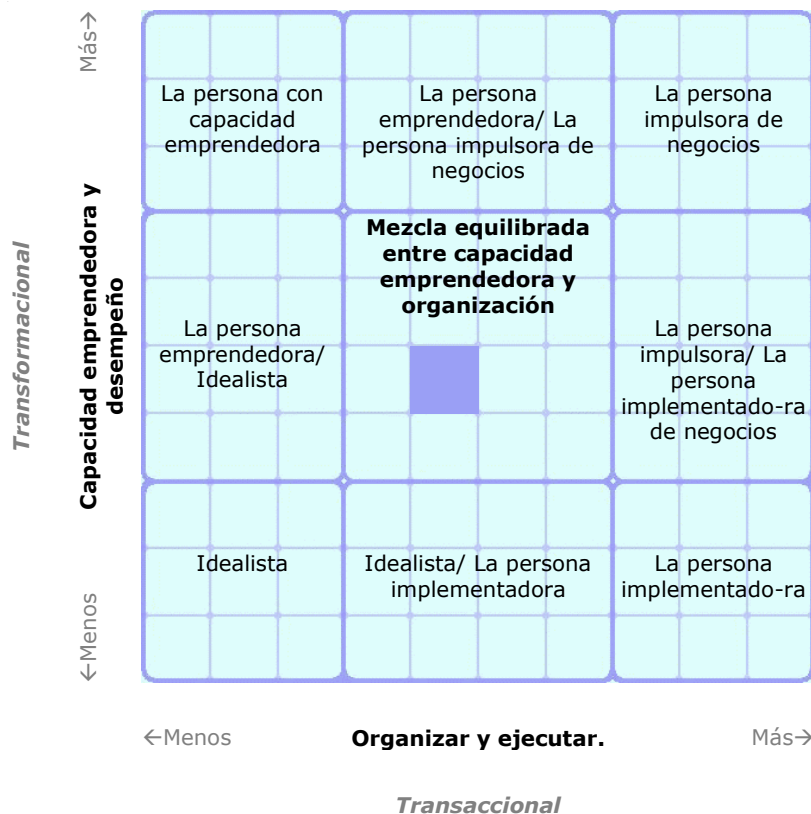 Más→
La persona con
capacidad
emprendedora
La persona
emprendedora/ La
persona impulsora de
negocios
La persona
impulsora de
negocios
Transformacional
Capacidad emprendedora y
desempeño
La persona
emprendedora/
Idealista
Mezcla equilibrada
entre capacidad
emprendedora y
organización
La persona
impulsora/ La
persona
implementado-ra
de negocios
←Menos
Idealista
Idealista/ La persona
implementadora
La persona
implementado-ra
←Menos
Organizar y ejecutar.
Más→
Transaccional